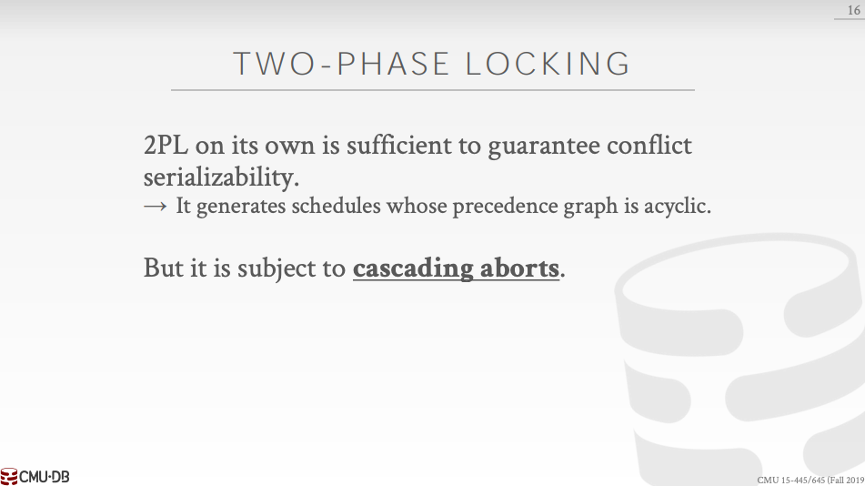 16
TWO-PHASE LOCKING
2PL on its own is sufficient to guarantee conflict
serializability.
→ It generates schedules whose precedence graph is acyclic.
But it is subject to cascading aborts.
CMU·DB
CMU 15-445/645 (Fall 2019